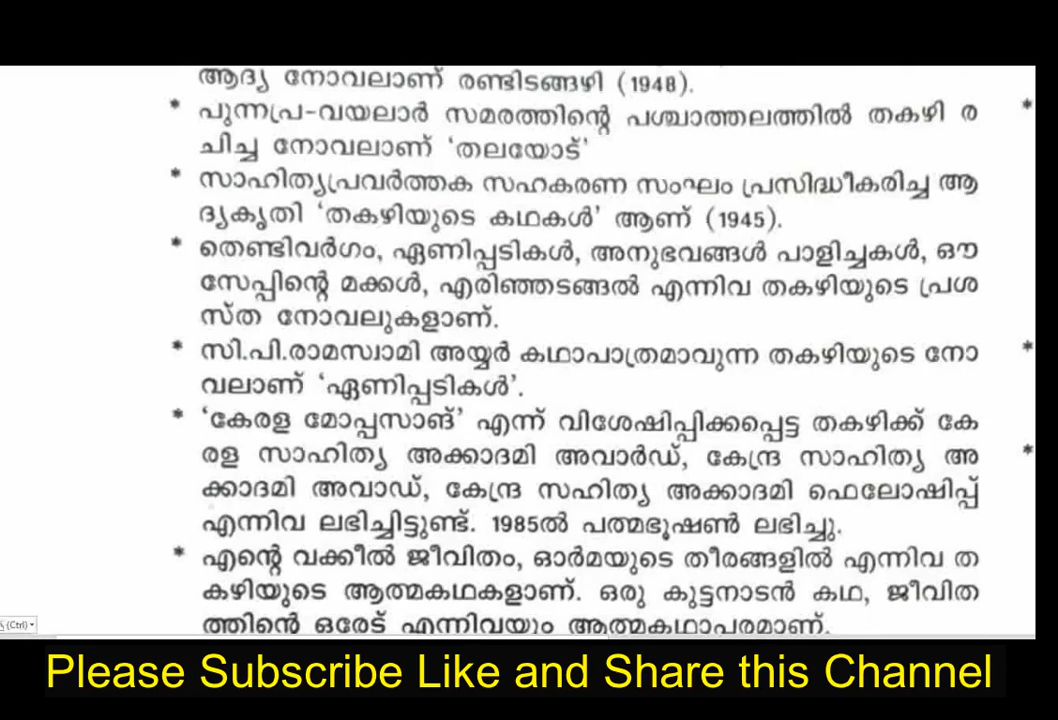 ആദ്യ നോവലാണ് രണ്ടിടങ്ങഴി (1948).
* പുന്നപ്ര-വയലാർ സമരത്തിന്റെ പശ്ചാത്തലത്തിൽ തകഴി ര
ചിച്ച നോവലാണ് ‘തലയോട്’
* സാഹിത്യപ്രവർത്തക സഹകരണ സംഘം പ്രസിദ്ധീകരിച്ച ആ
ദ്യകൃതി ‘തകഴിയുടെ കഥകൾ’ ആണ് (1945).
* തെണ്ടിവർഗം, ഏണിപ്പടികൾ, അനുഭവങ്ങൾ പാളിച്ചകൾ, ഔ
സേപ്പിന്റെ മക്കൾ, എരിഞ്ഞടങ്ങൽ എന്നിവ തകഴിയുടെ പ്രശ
സ്ത നോവലുകളാണ്.
* സി.പി.രാമസ്വാമി അയ്യർ കഥാപാത്രമാവുന്ന തകഴിയുടെ നോ
വലാണ് ‘ഏണിപ്പടികൾ’.
* ‘കേരള മോപ്പസാങ്’ എന്ന് വിശേഷിപ്പിക്കപ്പെട്ട തകഴിക്ക് കേ
രള സാഹിത്യ അക്കാദമി അവാർഡ്, കേന്ദ്ര സാഹിത്യ അ
ക്കാദമി അവാഡ്, കേന്ദ്ര സഹിത്യ അക്കാദമി ഫെലോഷിപ്പ്
എന്നിവ ലഭിച്ചിട്ടുണ്ട്. 1985ൽ പത്മഭൂഷൺ ലഭിച്ചു.
* എന്റെ വക്കീൽ ജീവിതം, ഓർമയുടെ തീരങ്ങളിൽ എന്നിവ ത
കഴിയുടെ ആത്മകഥകളാണ്. ഒരു കുട്ടനാടൻ കഥ, ജീവിത
ത്തിന്റെ ഒരേട് എന്നിവയും ആത്മകഥാപരമാണ്.
(Ctrl)
Please Subscribe Like and Share this Channel